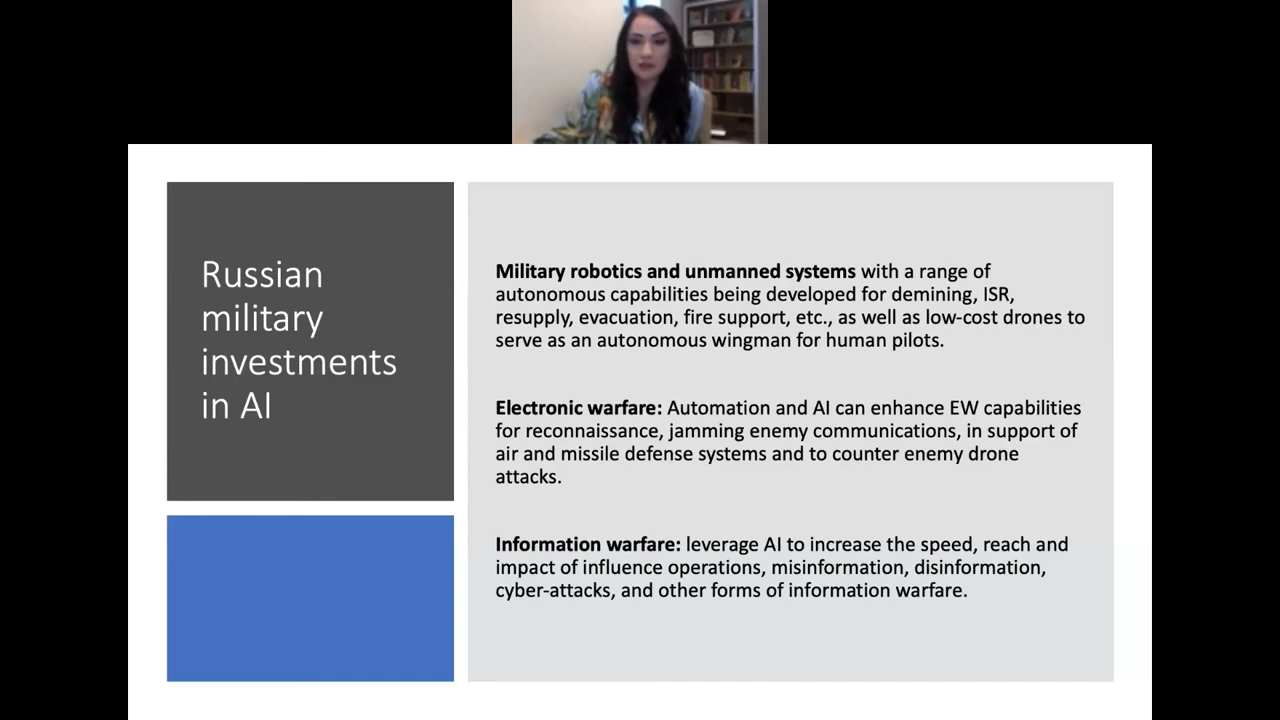 Russian
military
investments
in AI
Military robotics and unmanned systems with a range of
autonomous capabilities being developed for demining, ISR,
resupply, evacuation, fire support, etc., as well as low-cost drones to
serve as an autonomous wingman for human pilots.
Electronic warfare: Automation and AI can enhance EW capabilities
for reconnaissance, jamming enemy communications, in support of
air and missile defense systems and to counter enemy drone
attacks.
Information warfare: leverage AI to increase the speed, reach and
impact of influence operations, misinformation, disinformation,
cyber-attacks, and other forms of information warfare.